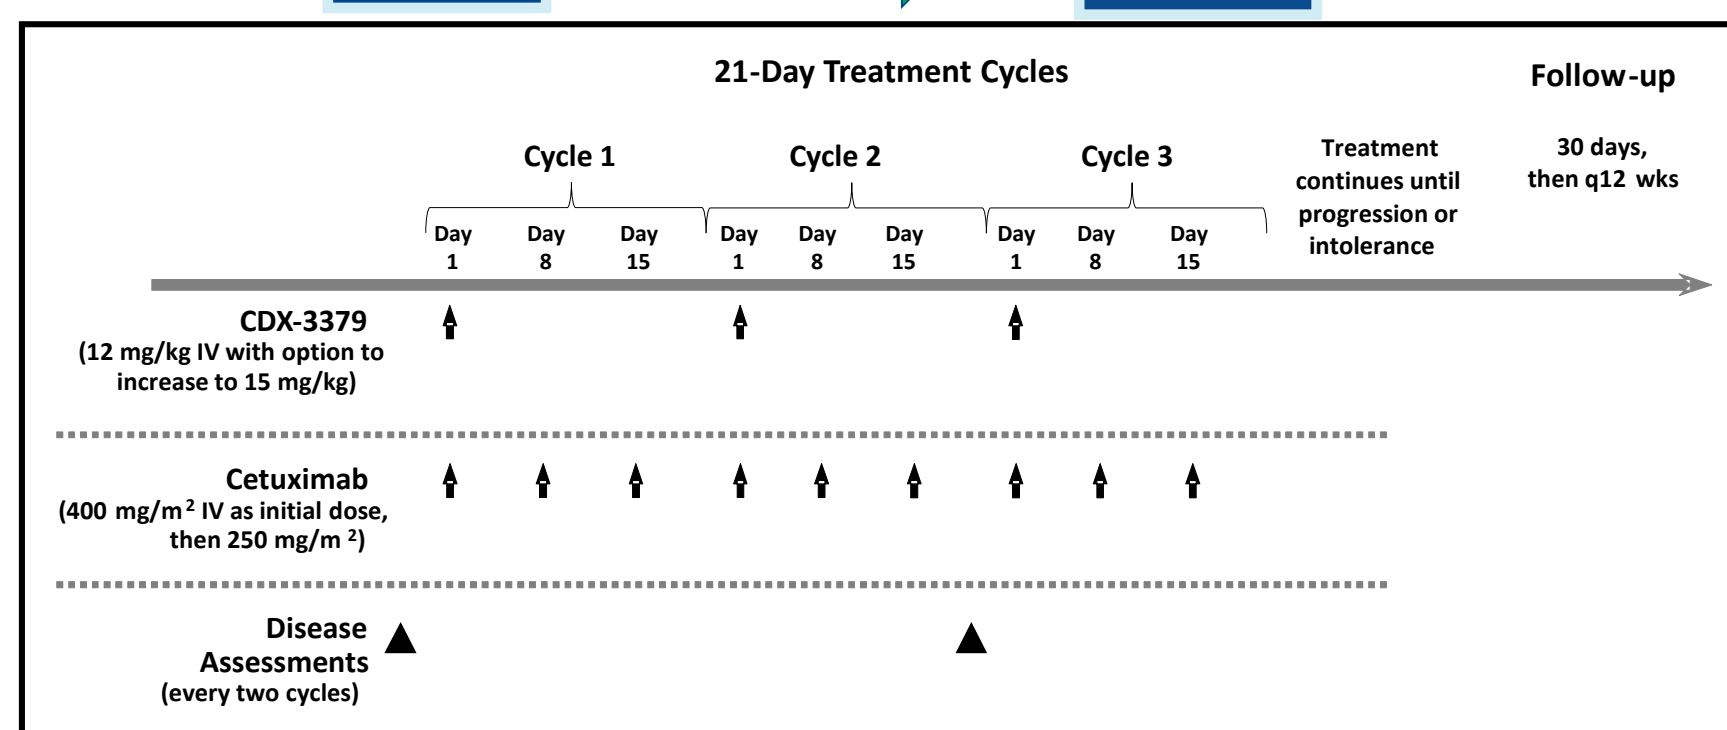 21-Day Treatment Cycles
Follow-up
Cycle 1
Cycle 2
Cycle 3
Treatment
continues until
progression or
intolerance
30 days,
then q12 wks
Day
1
Day
8
Day
15
Day
1
Day
8
Day
15
Day
1
Day
8
Day
15
CDX-3379
(12 mg/kg IV with option to
increase to 15 mg/kg)
Cetuximab
(400 mg/m² IV as initial dose,
then 250 mg/m ²)
Disease
Assessments
(every two cycles)